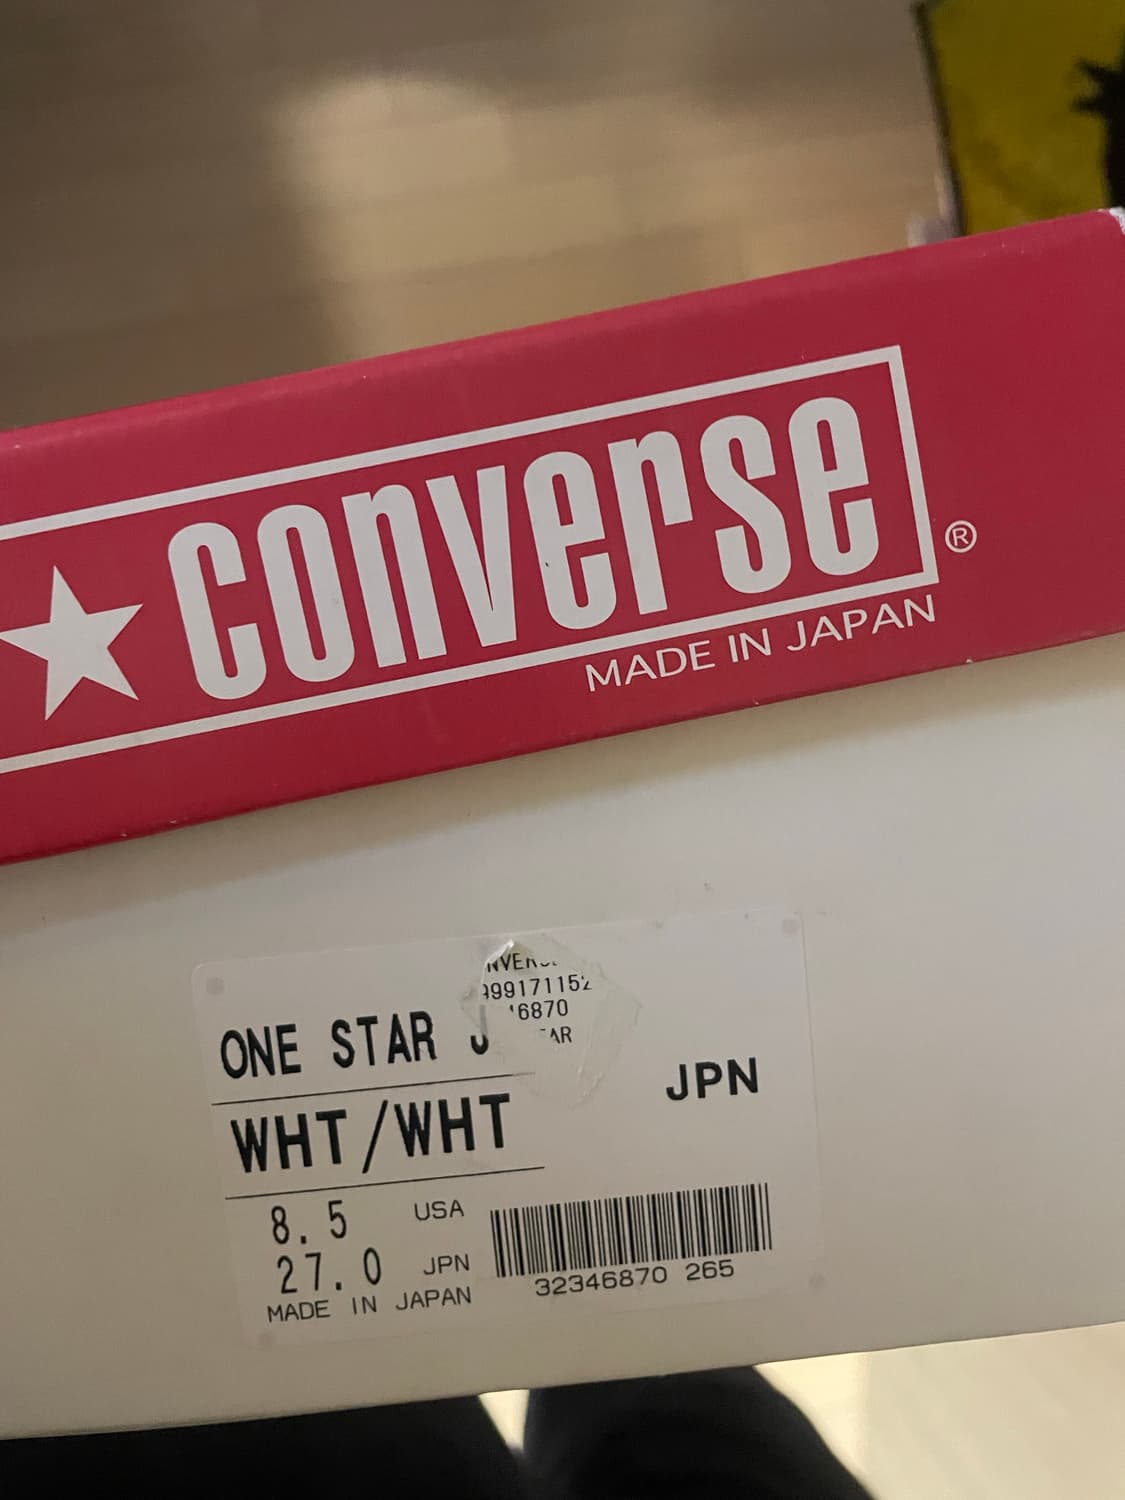 ★ converse ®
MADE IN JAPAN
6870
ONE STAR J
WHT/WHT
JPN
8.5 USA
27.0 JPN
MADE IN JAPAN
32346870 265